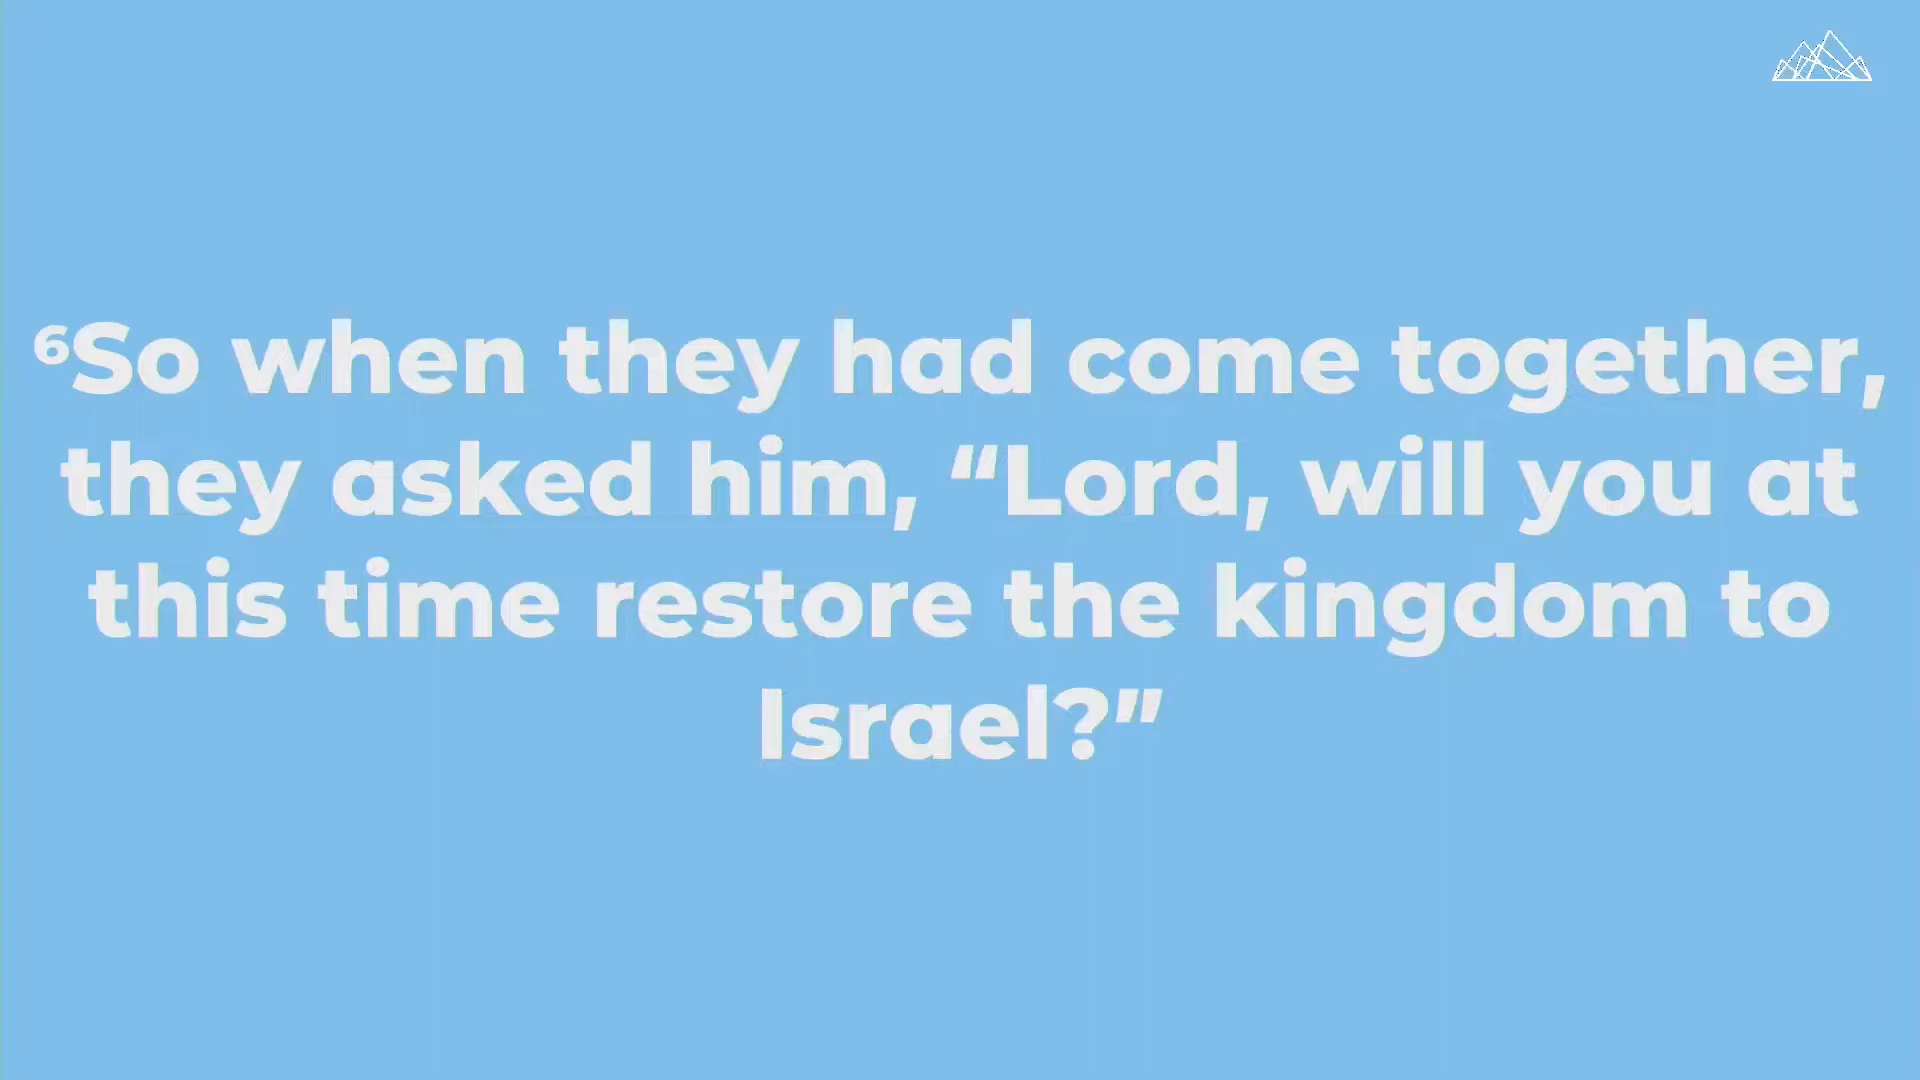 ⁶So when they had come together,
they asked him, “Lord, will you at
this time restore the kingdom to
Israel?”